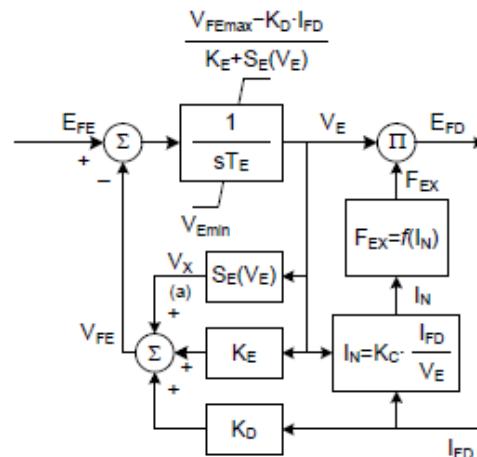 V_FEmax−K_D·I_FD
K_E+S_E(V_E)
E_FE
+
Σ
−
1
sT_E
V_Emin
V_E
Π
E_FD
F_EX
F_EX=f(I_N)
V_X
(a)
+
S_E(V_E)
I_N
V_FE
Σ
+
K_E
I_N=K_C·
I_FD
V_E
+
K_D
I_FD